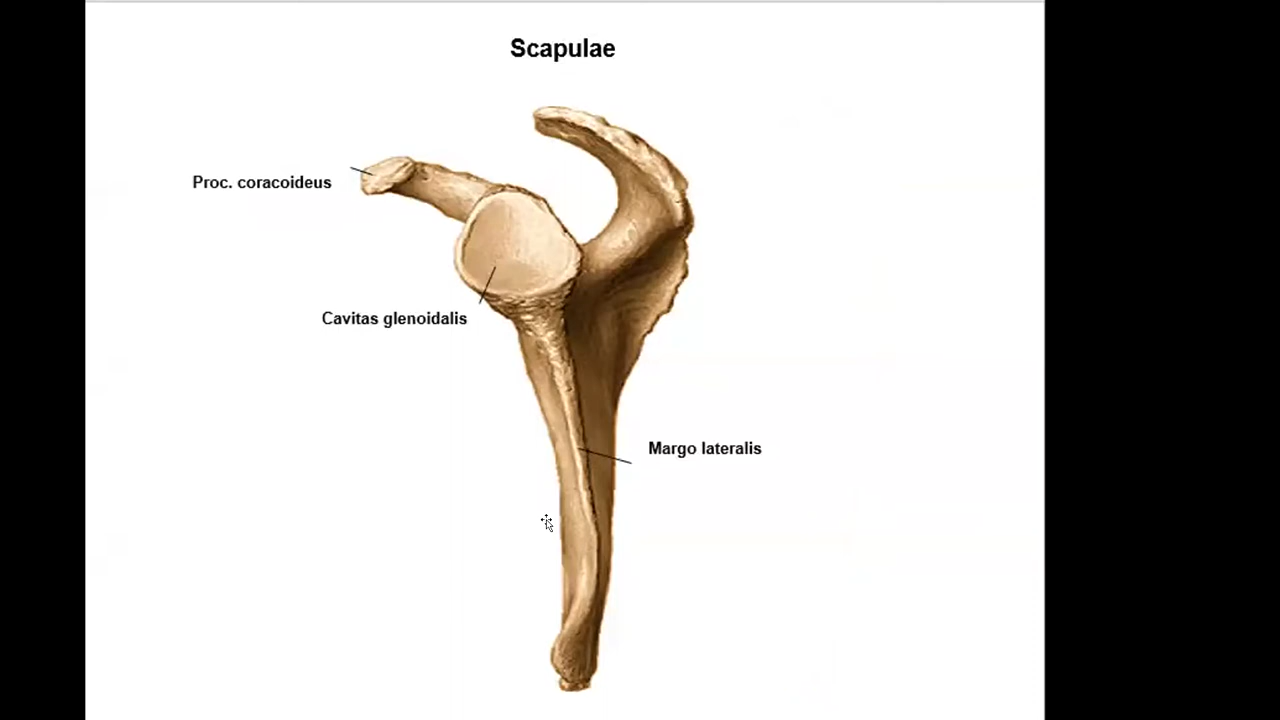 Scapulae
Proc. coracoideus
Cavitas glenoidalis
Margo lateralis